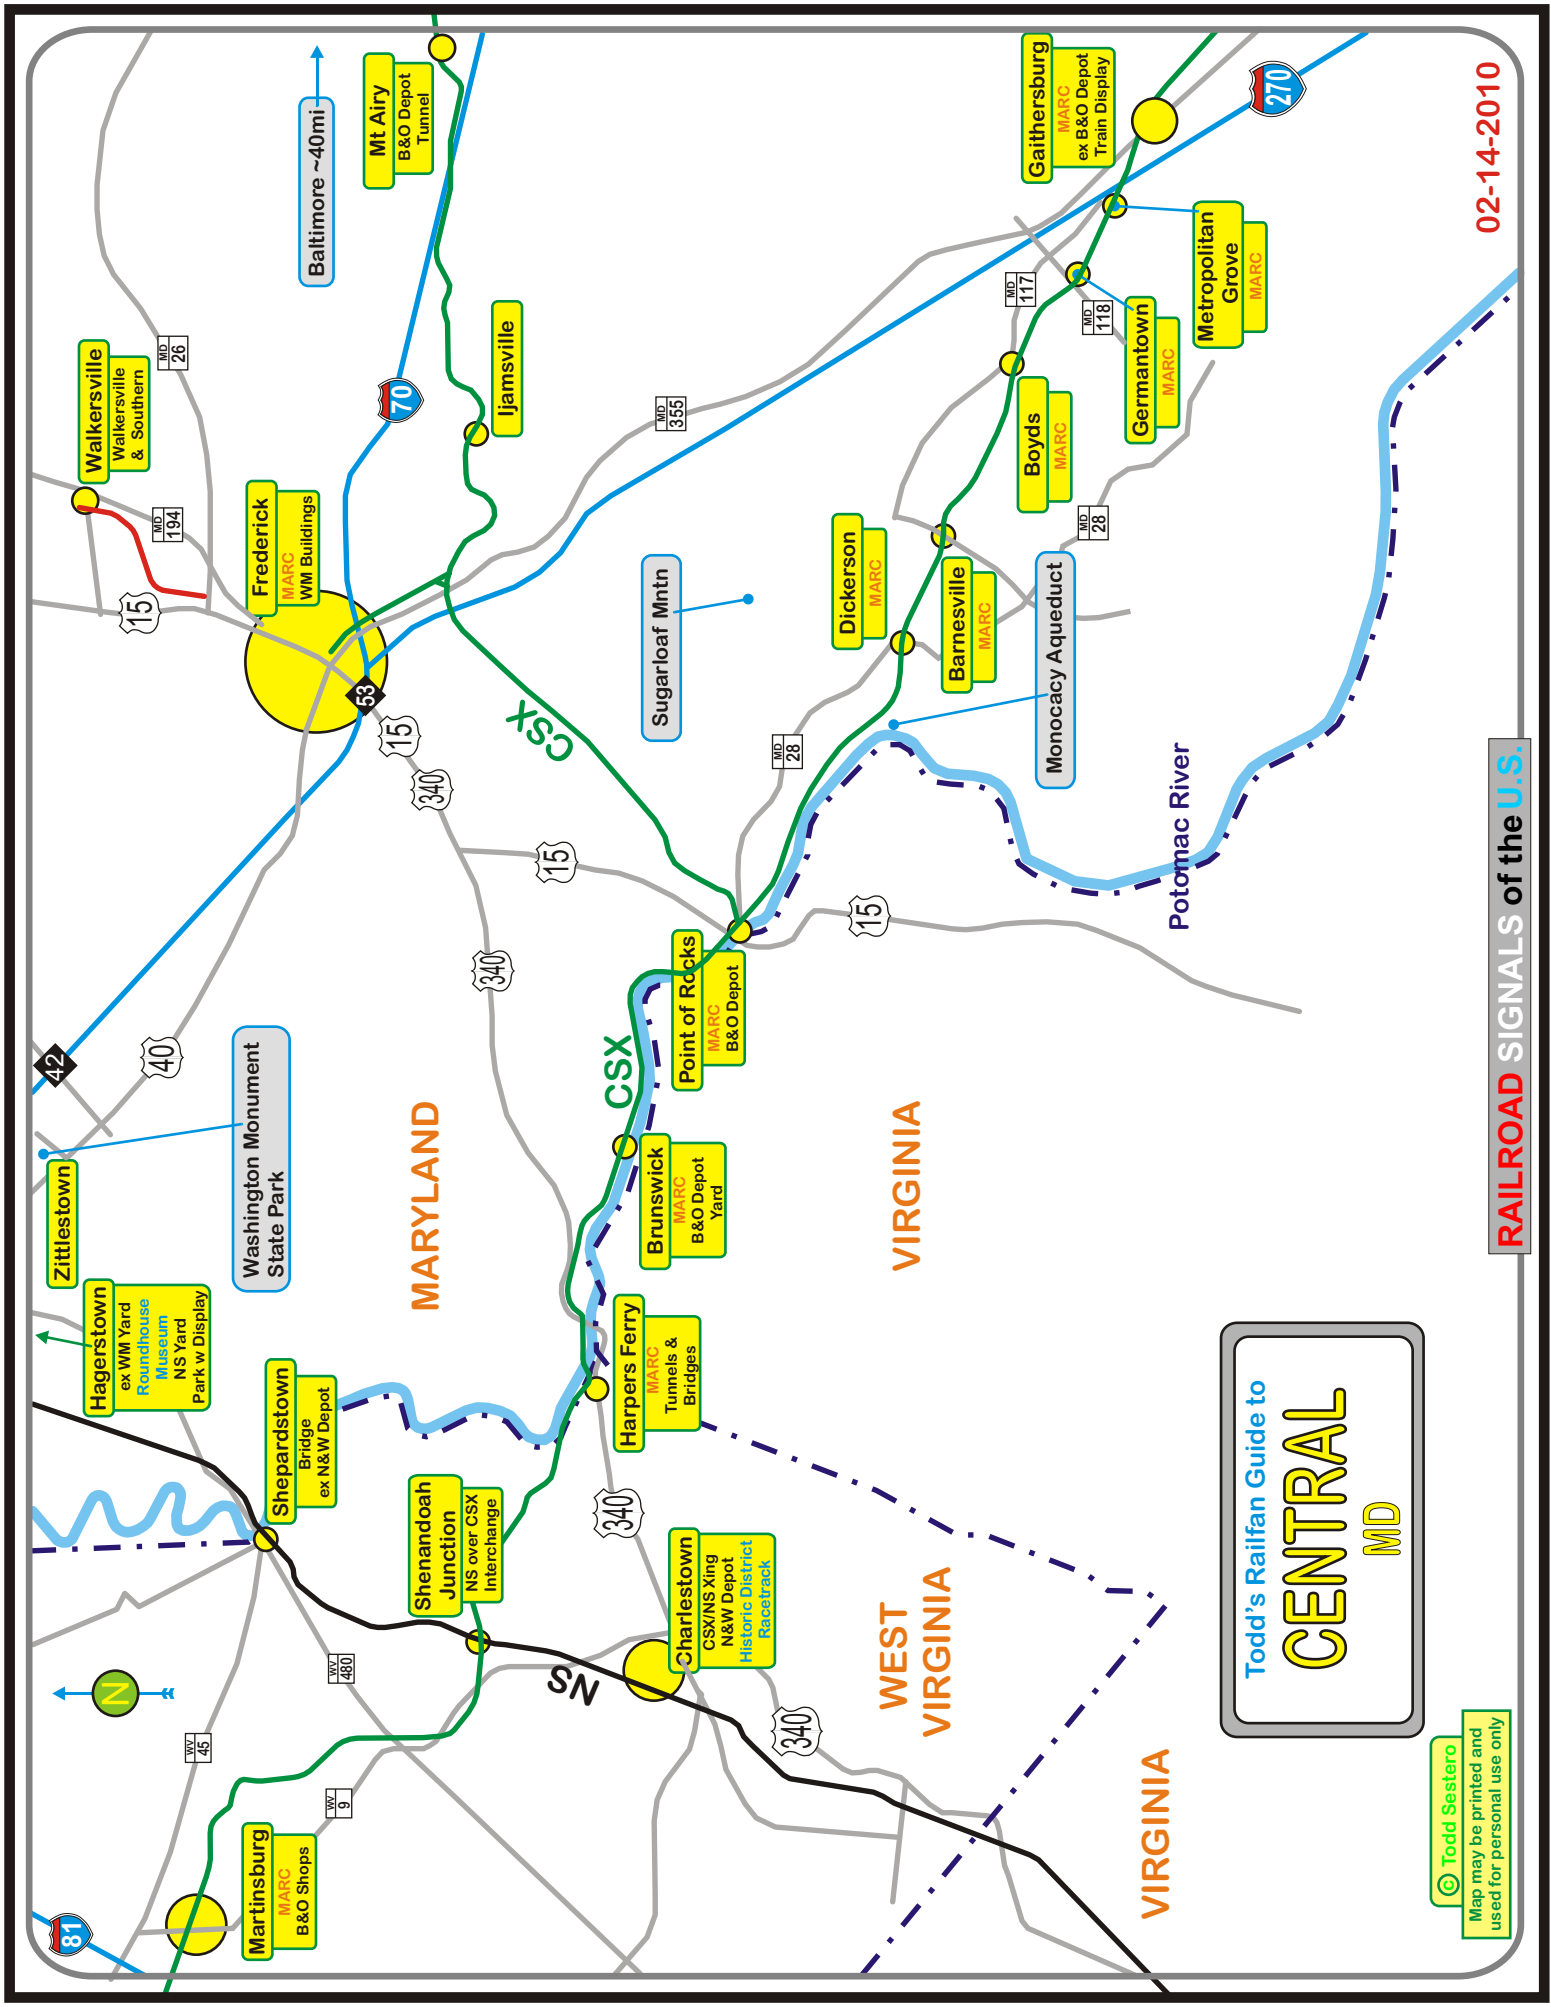 81
Martinsburg
MARC
B&O Shops
WV
45
WV
9
N
WV
480
Shepardstown
Bridge
ex N&W Depot
Hagerstown
ex WM Yard
Roundhouse
Museum
NS Yard
Park w Display
Zittlestown
Washington Monument
State Park
42
40
Shenandoah
Junction
NS over CSX
Interchange
NS
Charlestown
CSX/NS Xing
N&W Depot
Historic District
Racetrack
340
340
Harpers Ferry
MARC
Tunnels &
Bridges
Brunswick
MARC
B&O Depot
Yard
MARYLAND
CSX
340
Point of Rocks
MARC
B&O Depot
15
340
15
53
15
Frederick
MARC
WM Buildings
MD
194
Walkersville
Walkersville
& Southern
MD
26
Baltimore ~40mi
Mt Airy
B&O Depot
Tunnel
70
Ijamsville
MD
355
CSX
Sugarloaf Mntn
MD
28
15
Dickerson
MARC
Barnesville
MARC
Monocacy Aqueduct
MD
28
Boyds
MARC
MD
117
MD
118
Germantown
MARC
Metropolitan
Grove
MARC
Gaithersburg
MARC
ex B&O Depot
Train Display
270
Potomac River
VIRGINIA
WEST
VIRGINIA
VIRGINIA
Todd's Railfan Guide to
CENTRAL
MD
© Todd Sestero
Map may be printed and
used for personal use only
RAILROAD SIGNALS of the U.S.
02-14-2010